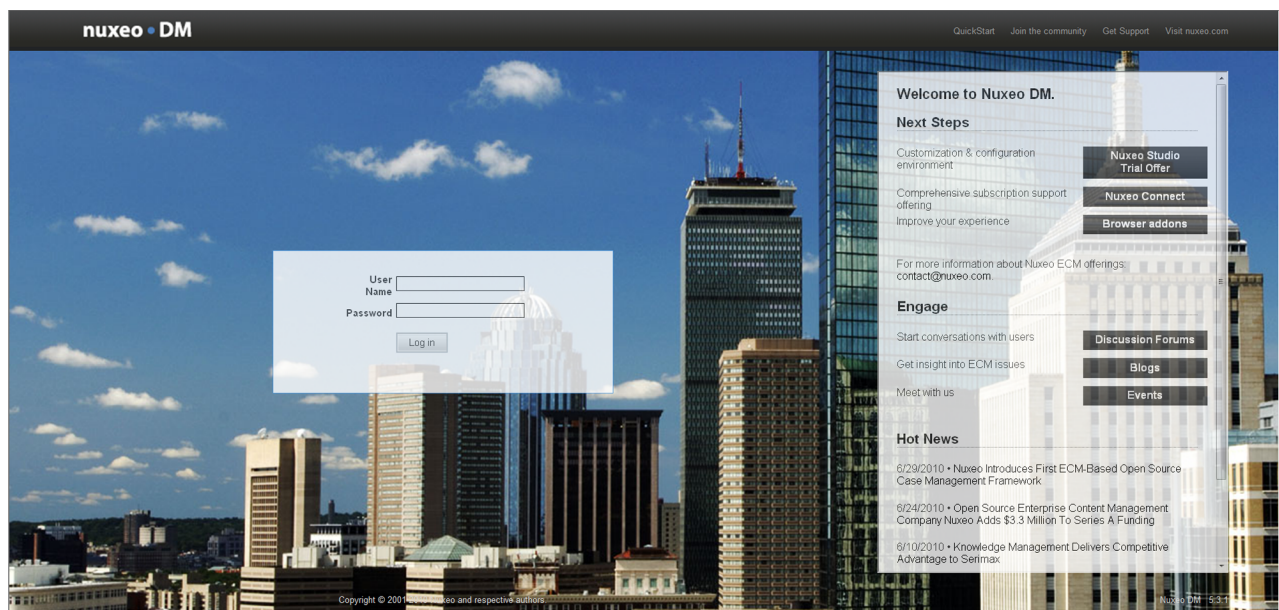 nuxeo • DM
QuickStart Join the community Get Support Visit nuxeo.com
Welcome to Nuxeo DM.
Next Steps
Customization & configuration
environment
Nuxeo Studio
Trial Offer
Comprehensive subscription support
offering
Nuxeo Connect
Improve your experience
Browser addons
For more information about Nuxeo ECM offerings:
contact@nuxeo.com.
User
Name
Password
Log in
Engage
Start conversations with users
Discussion Forums
Get insight into ECM issues
Blogs
Meet with us
Events
Hot News
6/29/2010 • Nuxeo Introduces First ECM-Based Open Source
Case Management Framework
6/24/2010 • Open Source Enterprise Content Management
Company Nuxeo Adds $3.3 Million To Series A Funding
6/10/2010 • Knowledge Management Delivers Competitive
Advantage to Serimax
Copyright © and respective authors
Nuxeo DM 5.3.1